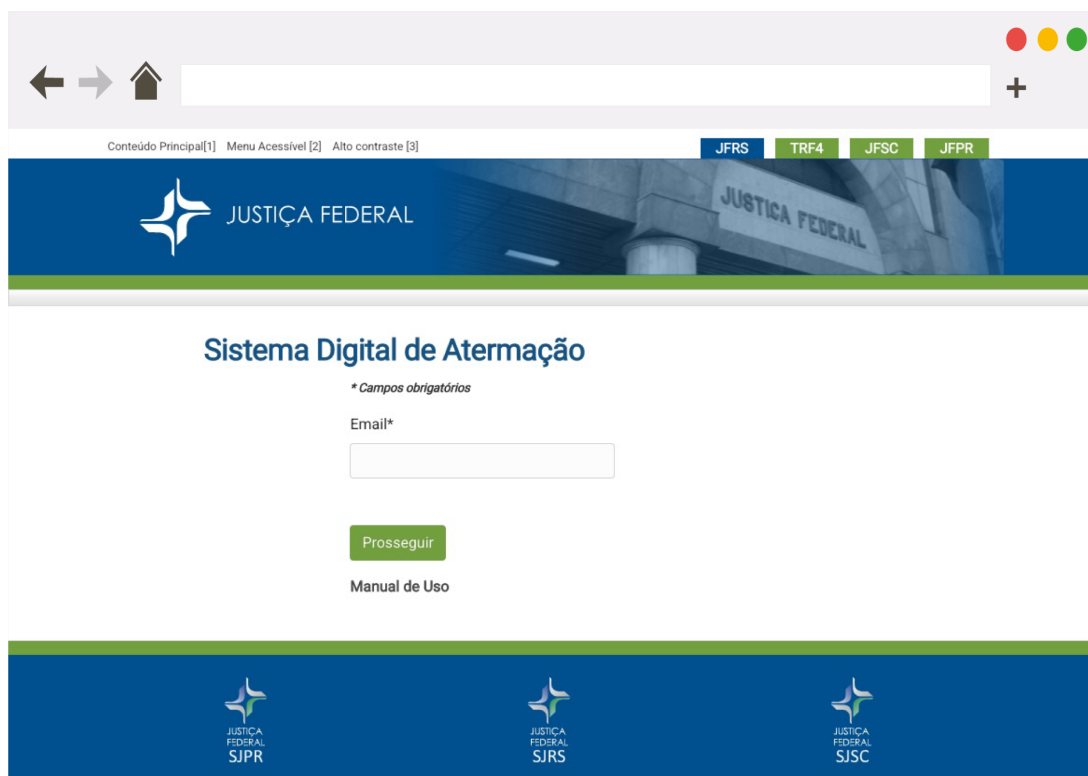 Conteúdo Principal[1] Menu Acessível [2] Alto contraste [3]
JFRS TRF4 JFSC JFPR
JUSTIÇA FEDERAL
JUSTIÇA FEDERAL
Sistema Digital de Atermação
* Campos obrigatórios
Email*
Prosseguir
Manual de Uso
JUSTIÇA
FEDERAL
SJPR
JUSTIÇA
FEDERAL
SJRS
JUSTIÇA
FEDERAL
SJSC